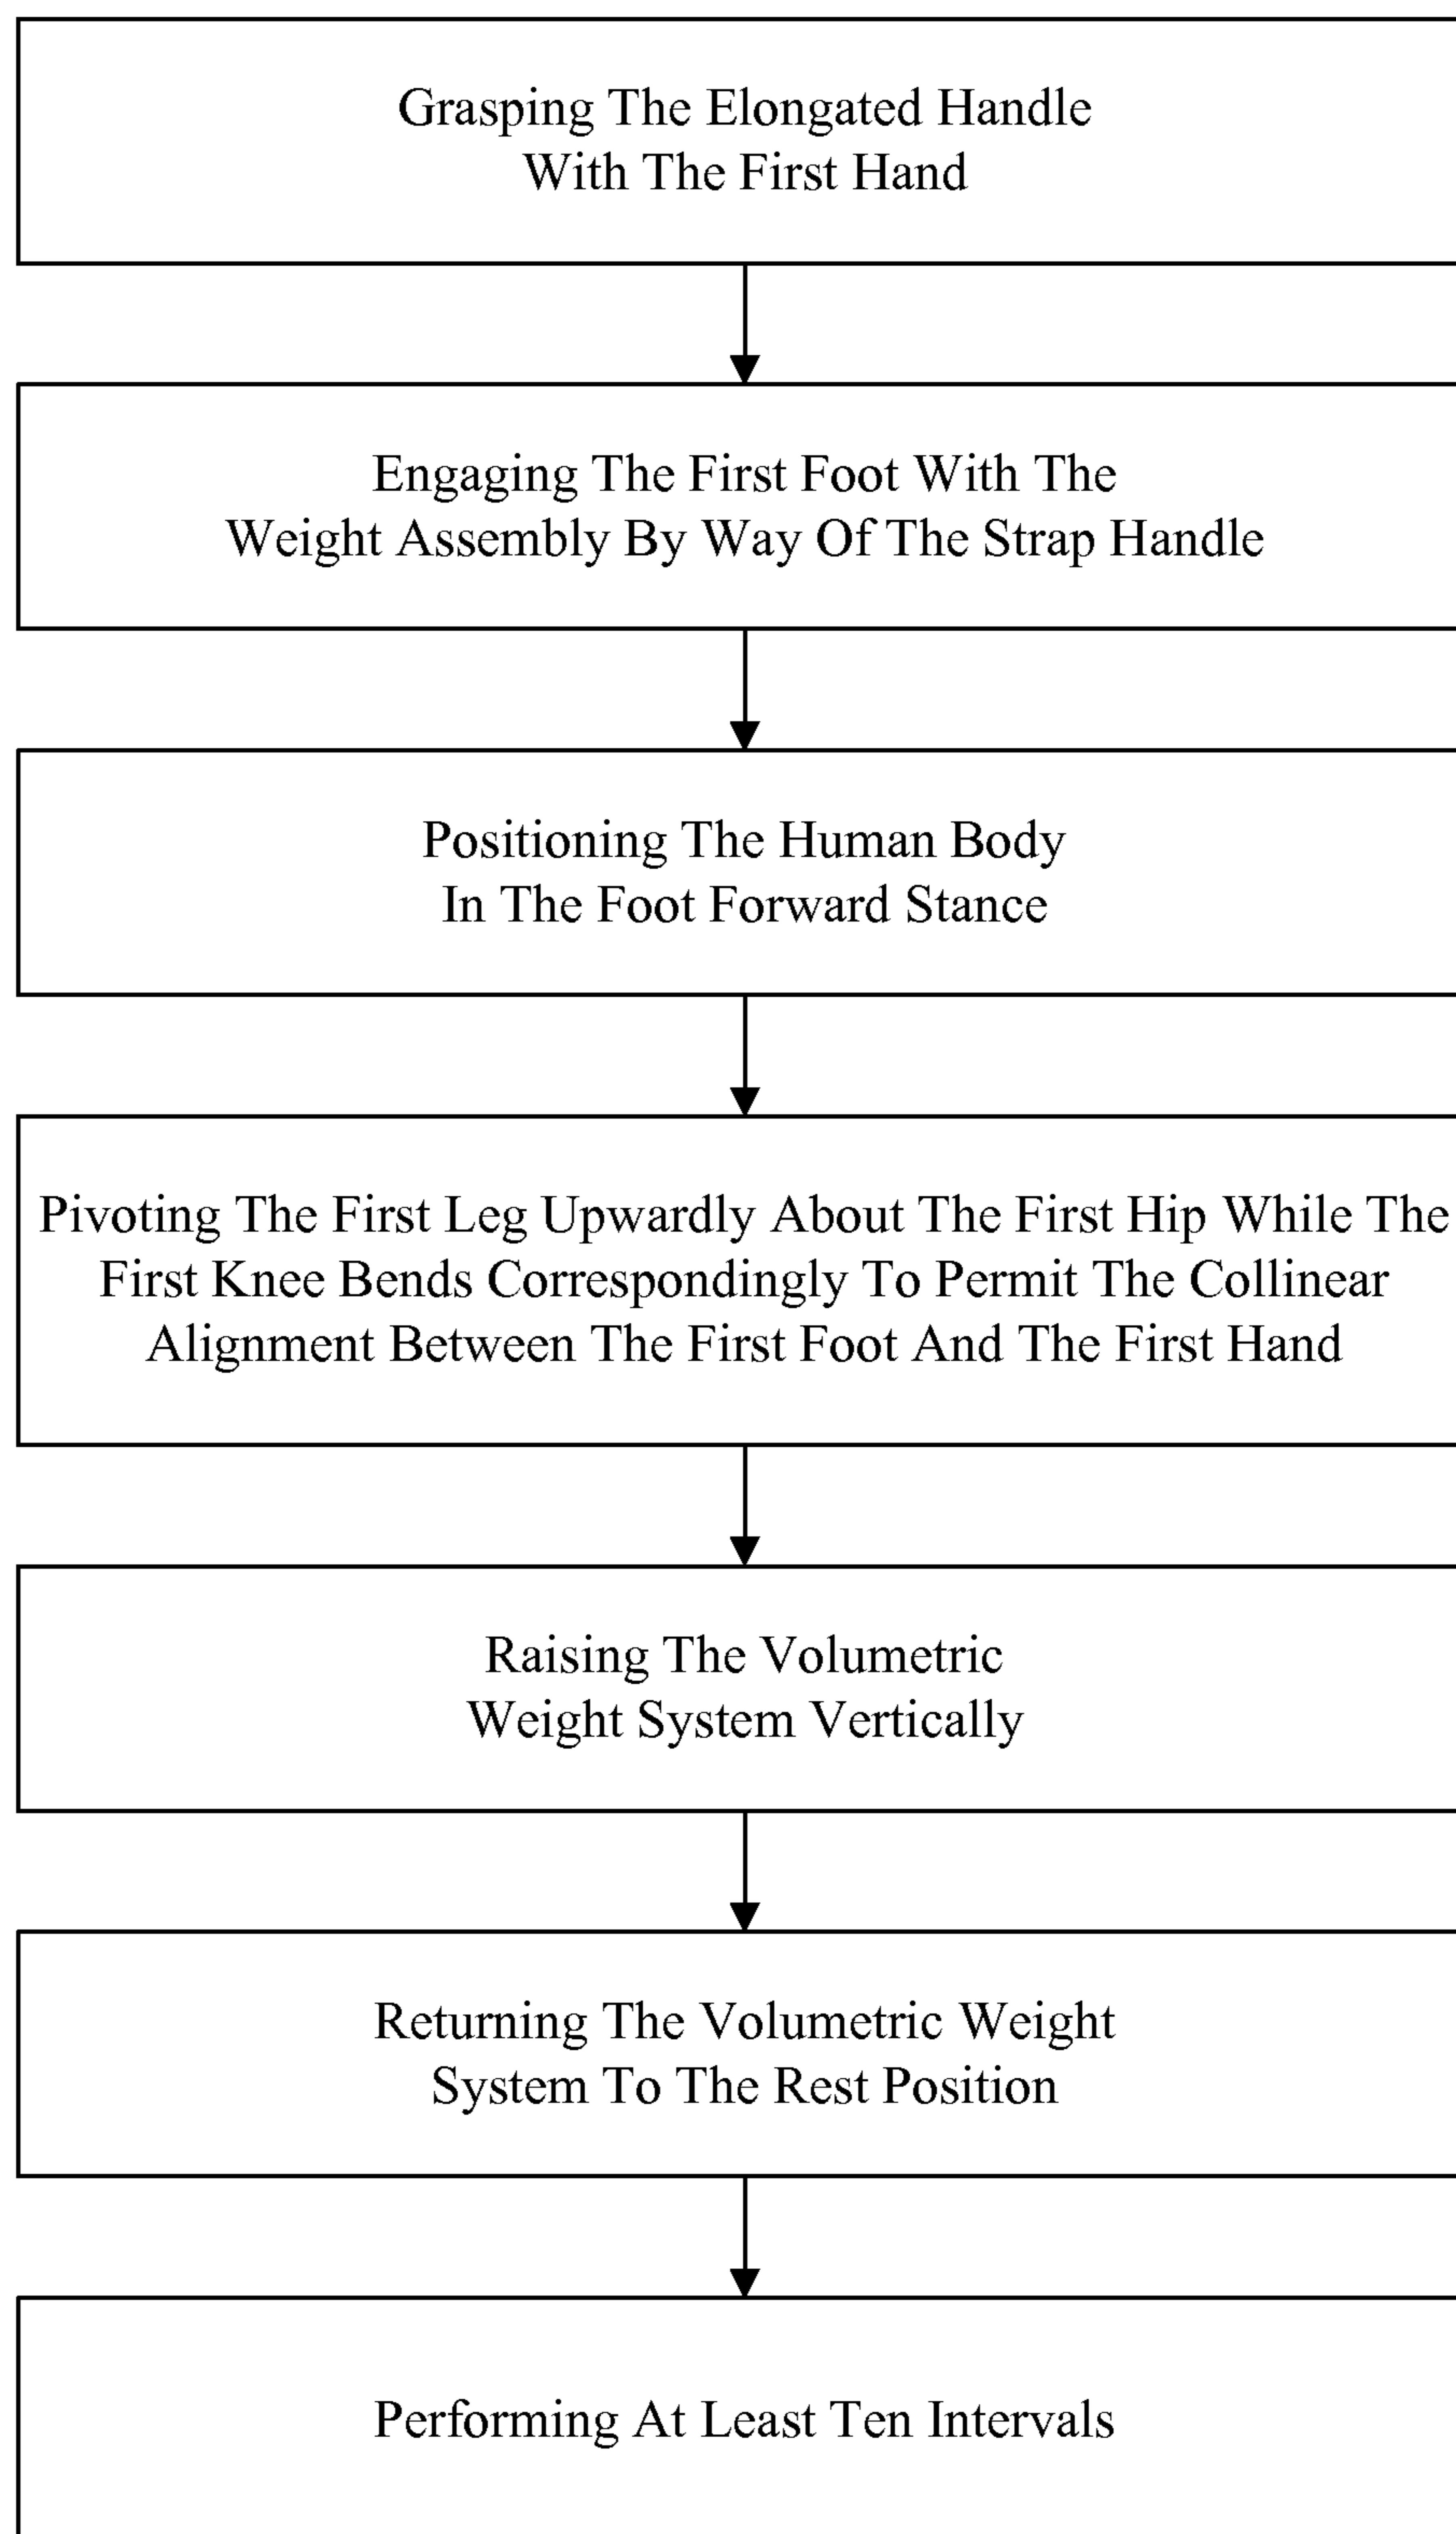 Grasping The Elongated Handle
With The First Hand
Engaging The First Foot With The
Weight Assembly By Way Of The Strap Handle
Positioning The Human Body
In The Foot Forward Stance
Pivoting The First Leg Upwardly About The First Hip While The
First Knee Bends Correspondingly To Permit The Collinear
Alignment Between The First Foot And The First Hand
Raising The Volumetric
Weight System Vertically
Returning The Volumetric Weight
System To The Rest Position
Performing At Least Ten Intervals